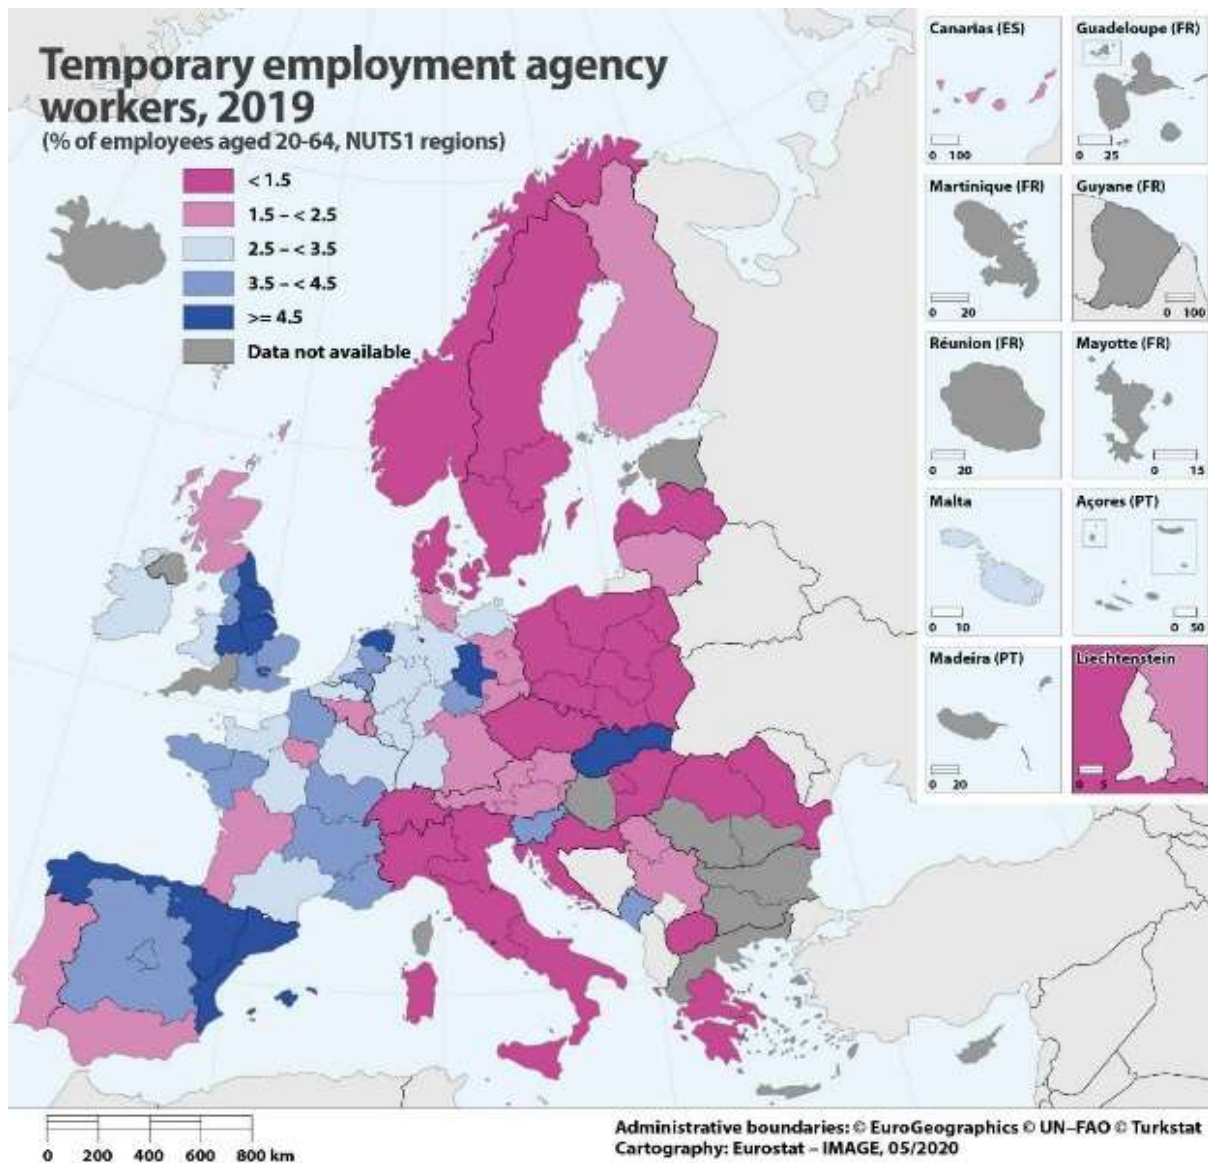 Temporary employment agency
workers, 2019
(% of employees aged 20-64, NUTS1 regions)
< 1.5
1.5 – < 2.5
2.5 – < 3.5
3.5 – < 4.5
>= 4.5
Data not available
Canarias (ES)
0 100
Guadeloupe (FR)
0 25
Martinique (FR)
0 20
Guyane (FR)
0 100
Réunion (FR)
0 20
Mayotte (FR)
0 15
Malta
0 10
Açores (PT)
0 50
Madeira (PT)
0 20
Liechtenstein
0 5
0 200 400 600 800 km
Administrative boundaries: © EuroGeographics © UN–FAO © Turkstat
Cartography: Eurostat – IMAGE, 05/2020